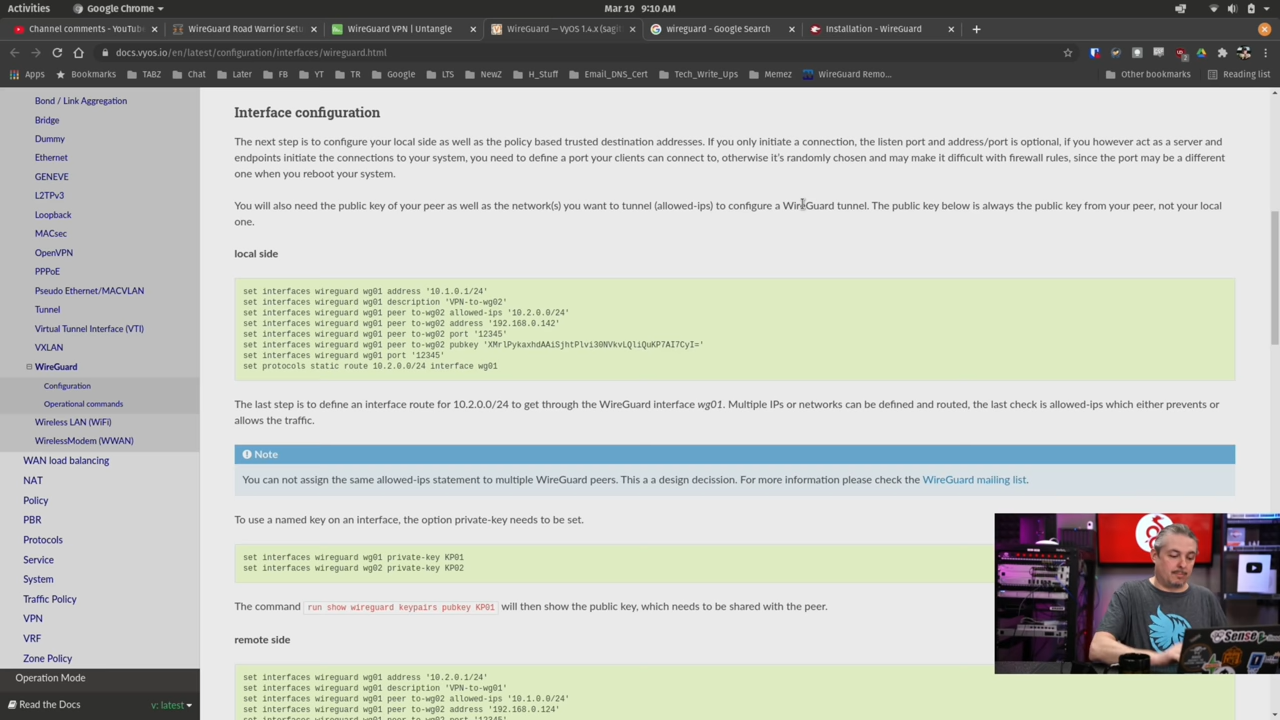 Activities
Google Chrome
Mar 19 9:10 AM
Channel comments - YouTu
WireGuard Road Warrior Setu
WireGuard VPN | Untangle
WireGuard — VyOS 1.4.x (sagit
wireguard - Google Search
Installation - WireGuard
docs.vyos.io/en/latest/configuration/interfaces/wireguard.html
Apps
Bookmarks
TABZ
Chat
Later
FB
YT
TR
Google
LTS
NewZ
H_Stuff
Email_DNS_Cert
Tech_Write_Ups
Memez
WireGuard Remo...
Other bookmarks
Reading list
Bond / Link Aggregation
Bridge
Dummy
Ethernet
GENEVE
L2TPv3
Loopback
MACsec
OpenVPN
PPPoE
Pseudo Ethernet/MACVLAN
Tunnel
Virtual Tunnel Interface (VTI)
VXLAN
WireGuard
Configuration
Operational commands
Wireless LAN (WiFi)
WirelessModem (WWAN)
WAN load balancing
NAT
Policy
PBR
Protocols
Service
System
Traffic Policy
VPN
VRF
Zone Policy
Operation Mode
Read the Docs
v: latest
Interface configuration
The next step is to configure your local side as well as the policy based trusted destination addresses. If you only initiate a connection, the listen port and address/port is optional, if you however act as a server and
endpoints initiate the connections to your system, you need to define a port your clients can connect to, otherwise it's randomly chosen and may make it difficult with firewall rules, since the port may be a different
one when you reboot your system.
You will also need the public key of your peer as well as the network(s) you want to tunnel (allowed-ips) to configure a WireGuard tunnel. The public key below is always the public key from your peer, not your local
one.
local side
set interfaces wireguard wg01 address '10.1.0.1/24'
set interfaces wireguard wg01 description 'VPN-to-wg02'
set interfaces wireguard wg01 peer to-wg02 allowed-ips '10.2.0.0/24'
set interfaces wireguard wg01 peer to-wg02 address '192.168.0.142'
set interfaces wireguard wg01 peer to-wg02 port '12345'
set interfaces wireguard wg01 peer to-wg02 pubkey 'XMrlPykaxhdAAiSjhtPlvi30NVkvLQliQuKP7AI7CyI='
set interfaces wireguard wg01 port '12345'
set protocols static route 10.2.0.0/24 interface wg01
The last step is to define an interface route for 10.2.0.0/24 to get through the WireGuard interface wg01. Multiple IPs or networks can be defined and routed, the last check is allowed-ips which either prevents or
allows the traffic.
Note
You can not assign the same allowed-ips statement to multiple WireGuard peers. This a a design decission. For more information please check the WireGuard mailing list.
To use a named key on an interface, the option private-key needs to be set.
set interfaces wireguard wg01 private-key KP01
set interfaces wireguard wg02 private-key KP02
The command run show wireguard keypairs pubkey KP01 will then show the public key, which needs to be shared with the peer.
remote side
set interfaces wireguard wg01 address '10.2.0.1/24'
set interfaces wireguard wg01 description 'VPN-to-wg01'
set interfaces wireguard wg01 peer to-wg02 allowed-ips '10.1.0.0/24'
set interfaces wireguard wg01 peer to-wg02 address '192.168.0.124'
set interfaces wireguard wg01 peer to-wg02 port '12345'